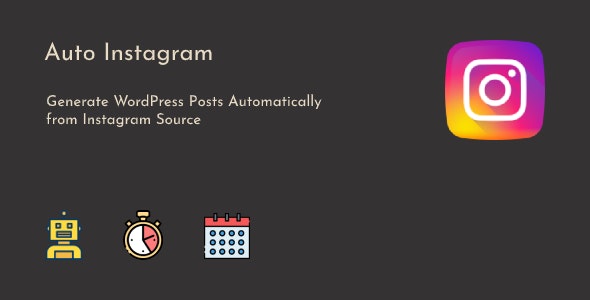 Auto Instagram
Generate WordPress Posts Automatically
from Instagram Source